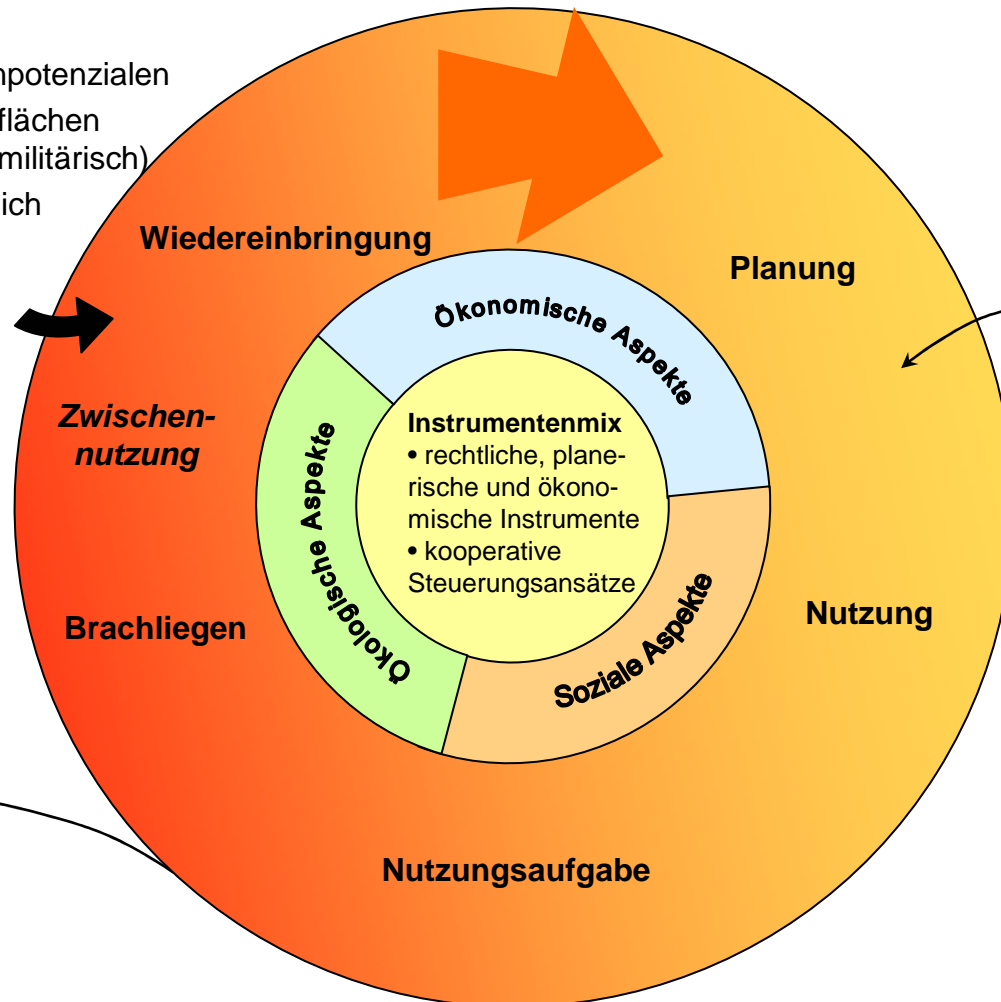 npotenzialen
flächen
militärisch)
ich
Wiedereinbringung
Planung
Ökonomische Aspekte
Zwischen-
nutzung
Instrumentenmix
• rechtliche, plane-
rische und ökono-
mische Instrumente
• kooperative
Steuerungsansätze
Ökologische Aspekte
Brachliegen
Nutzung
Soziale Aspekte
Nutzungsaufgabe